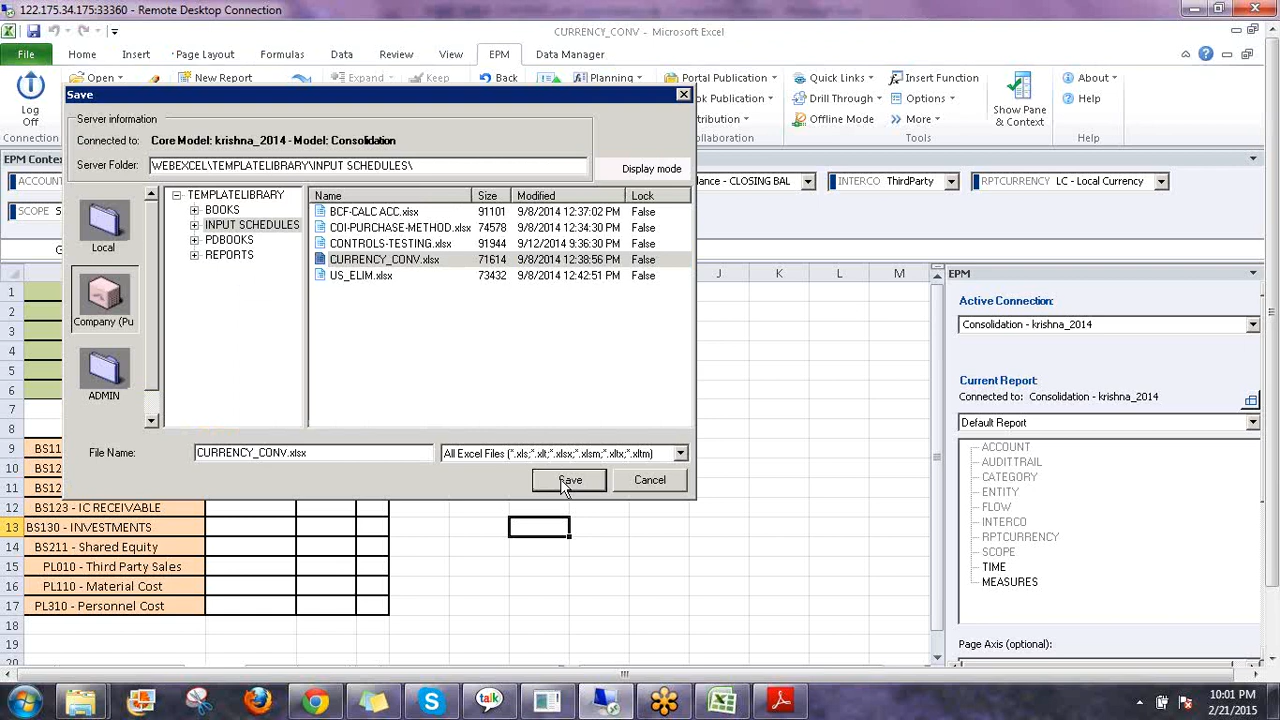 122.175.34.175:33360 - Remote Desktop Connection
CURRENCY_CONV - Microsoft Excel
File Home Insert Page Layout Formulas Data Review View EPM Data Manager
Open New Report Expand Keep Back Planning Portal Publication Quick Links Insert Function About
Log Off
Book Publication Drill Through Options Help
Distribution Offline Mode More
Show Pane & Context
Connection Collaboration Tools Help
Save
Server information
Connected to: Core Model: krishna_2014 - Model: Consolidation
Server Folder: WEBEXCEL\TEMPLATELIBRARY\INPUT SCHEDULES\
Display mode
EPM Context
ACCOUNT
SCOPE S
CLOSING BAL INTERCO ThirdParty RPTCURRENCY LC - Local Currency
Local
Company (Pu
ADMIN
TEMPLATELIBRARY
BOOKS
INPUT SCHEDULES
PDBOOKS
REPORTS
Name Size Modified Lock
BCF-CALC ACC.xlsx 91101 9/8/2014 12:37:02 PM False
COI-PURCHASE-METHOD.xlsx 74578 9/8/2014 12:34:30 PM False
CONTROLS-TESTING.xlsx 91944 9/12/2014 9:36:30 PM False
CURRENCY_CONV.xlsx 71614 9/8/2014 12:38:56 PM False
US_ELIM.xlsx 73432 9/8/2014 12:42:51 PM False
File Name: CURRENCY_CONV.xlsx All Excel Files (*.xls;*.xlt;*.xlsx;*.xlsm;*.xltx;*.xltm)
Save Cancel
J K L M
1
2
3
4
5
6
7
8
9 BS11
10 BS12
11 BS12
12 BS123 - IC RECEIVABLE
13 BS130 - INVESTMENTS
14 BS211 - Shared Equity
15 PL010 - Third Party Sales
16 PL110 - Material Cost
17 PL310 - Personnel Cost
18
19
20
EPM
Active Connection:
Consolidation - krishna_2014
Current Report:
Connected to: Consolidation - krishna_2014
Default Report
ACCOUNT
AUDITTRAIL
CATEGORY
ENTITY
FLOW
INTERCO
RPTCURRENCY
SCOPE
TIME
MEASURES
Page Axis (optional):
talk
10:01 PM
2/21/2015